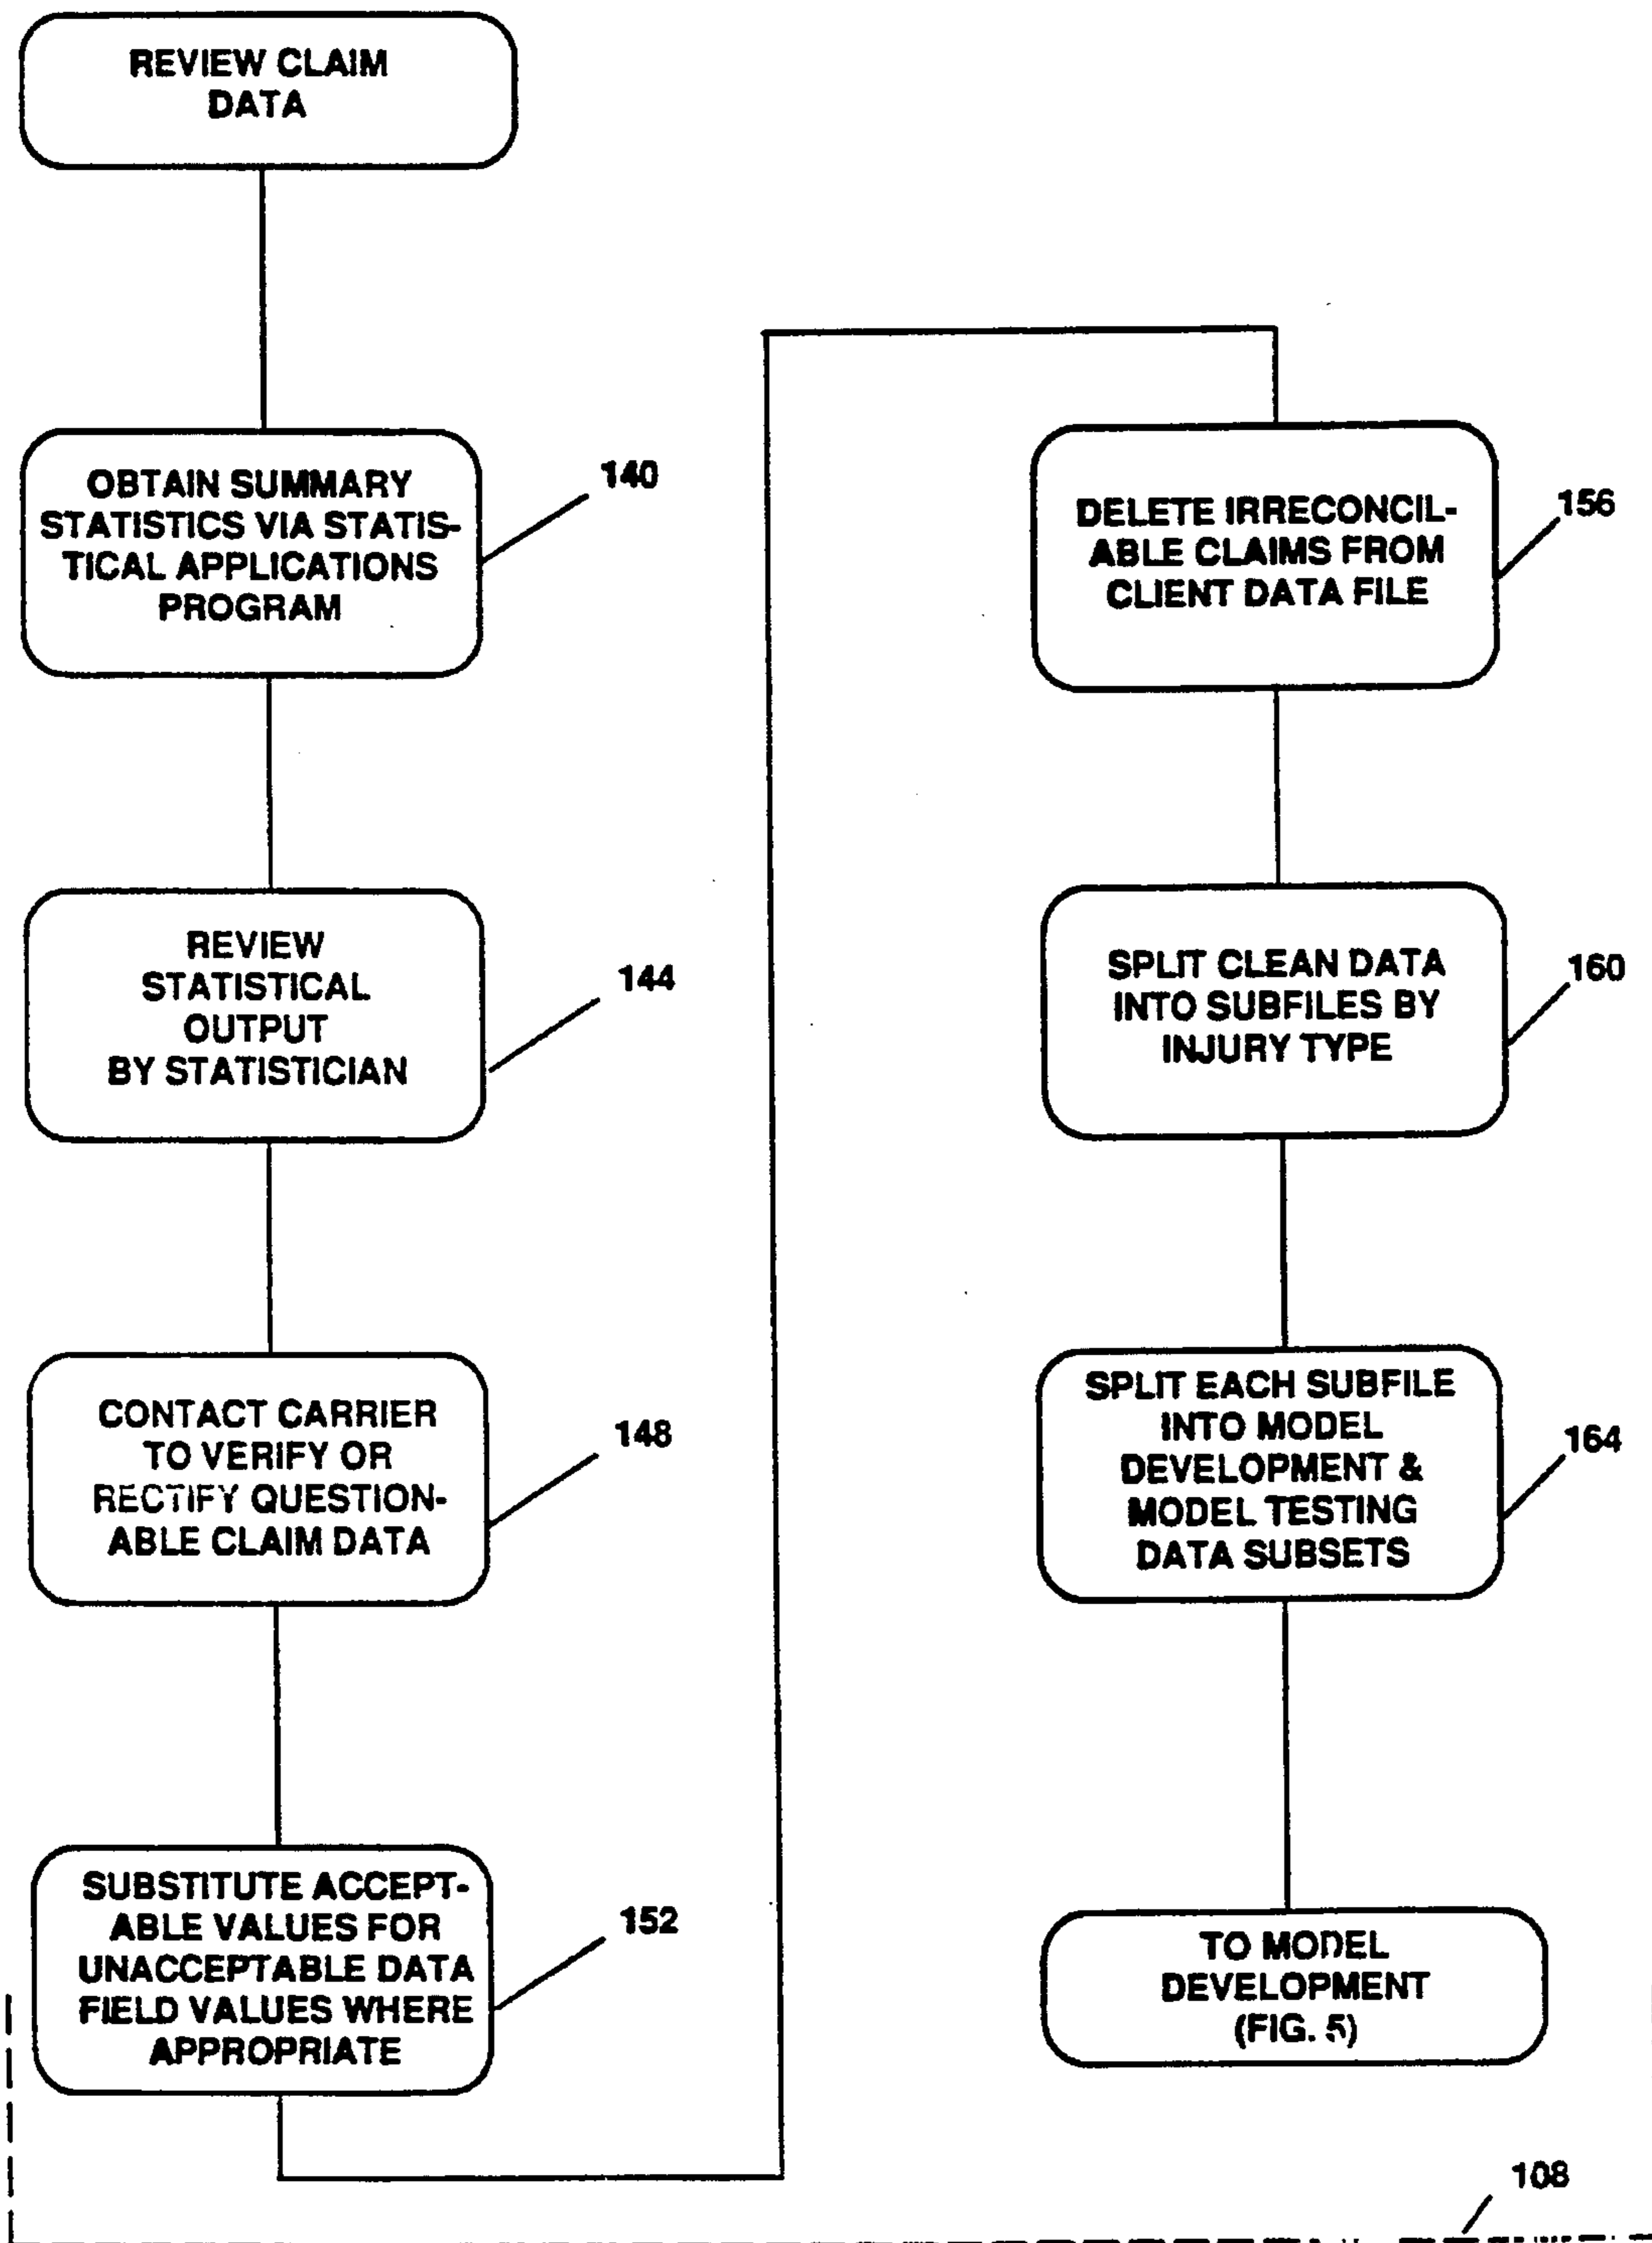 REVIEW CLAIM
DATA
OBTAIN SUMMARY
STATISTICS VIA STATIS-
TICAL APPLICATIONS
PROGRAM
140
REVIEW
STATISTICAL
OUTPUT
BY STATISTICIAN
144
CONTACT CARRIER
TO VERIFY OR
RECTIFY QUESTION-
ABLE CLAIM DATA
148
SUBSTITUTE ACCEPT-
ABLE VALUES FOR
UNACCEPTABLE DATA
FIELD VALUES WHERE
APPROPRIATE
152
DELETE IRRECONCIL-
ABLE CLAIMS FROM
CLIENT DATA FILE
156
SPLIT CLEAN DATA
INTO SUBFILES BY
INJURY TYPE
160
SPLIT EACH SUBFILE
INTO MODEL
DEVELOPMENT &
MODEL TESTING
DATA SUBSETS
164
TO MODEL
DEVELOPMENT
(FIG. 5)
108